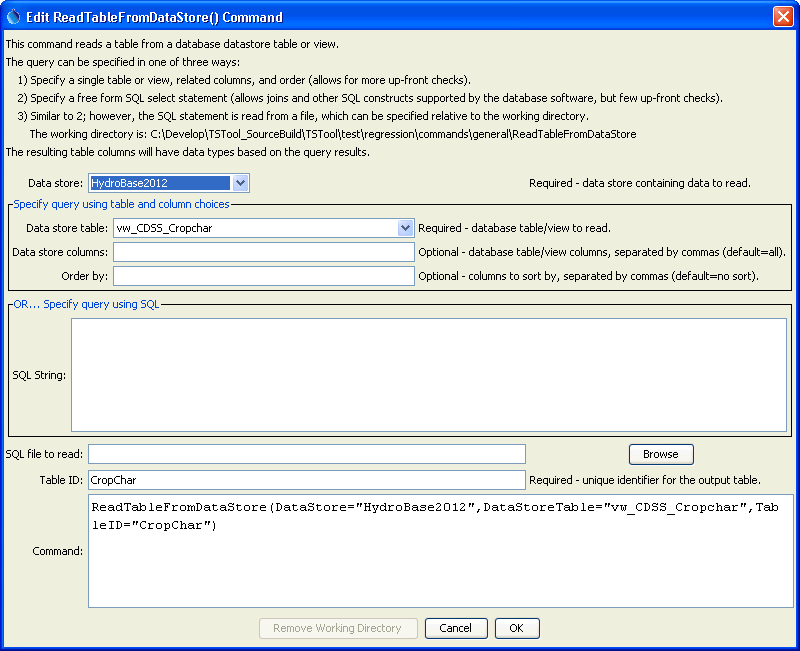 Edit ReadTableFromDataStore() Command
This command reads a table from a database datastore table or view.
The query can be specified in one of three ways:
1) Specify a single table or view, related columns, and order (allows for more up-front checks).
2) Specify a free form SQL select statement (allows joins and other SQL constructs supported by the database software, but few up-front checks).
3) Similar to 2; however, the SQL statement is read from a file, which can be specified relative to the working directory.
The working directory is: C:\Develop\TSTool_SourceBuild\TSTool\test\regression\commands\general\ReadTableFromDataStore
The resulting table columns will have data types based on the query results.
Data store: HydroBase2012 Required - data store containing data to read.
Specify query using table and column choices
Data store table: vw_CDSS_Cropchar Required - database table/view to read.
Data store columns: Optional - database table/view columns, separated by commas (default=all).
Order by: Optional - columns to sort by, separated by commas (default=no sort).
OR... Specify query using SQL
SQL String:
SQL file to read: Browse
Table ID: CropChar Required - unique identifier for the output table.
ReadTableFromDataStore(DataStore="HydroBase2012",DataStoreTable="vw_CDSS_Cropchar",Tab
leID="CropChar")
Command:
Remove Working Directory Cancel OK